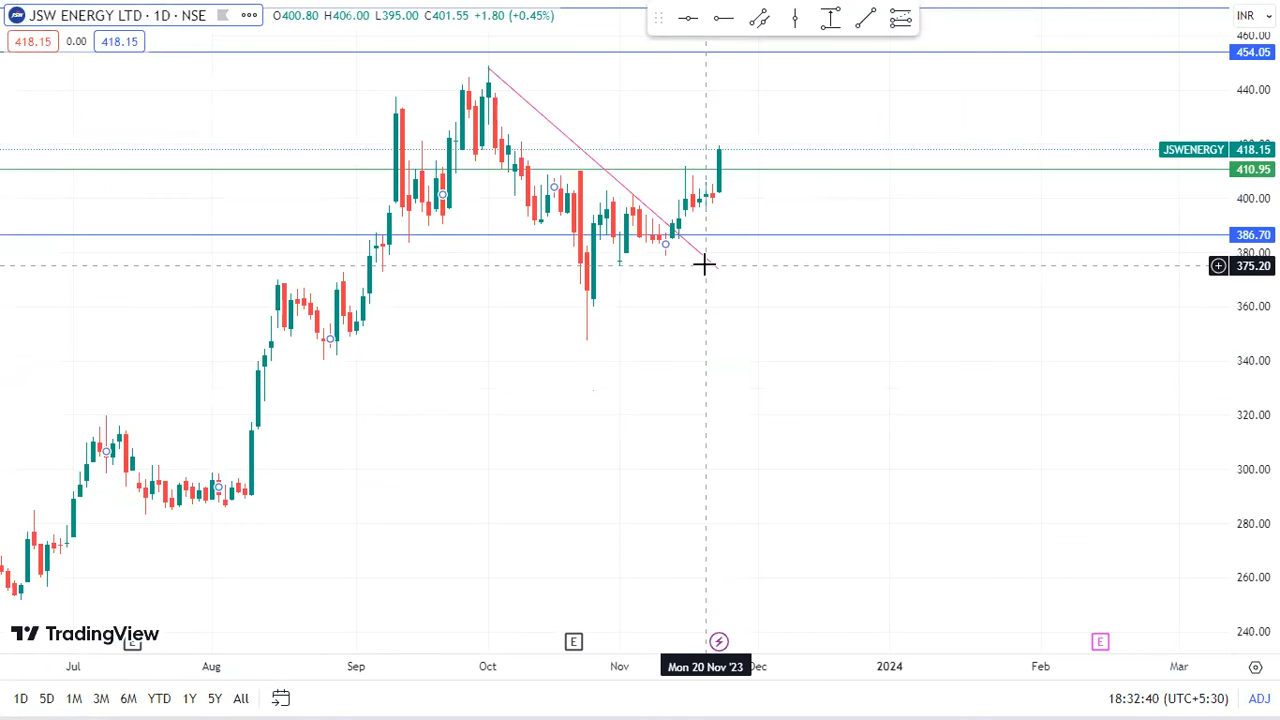 JSW ENERGY LTD · 1D · NSE O400.80 H406.00 L395.00 C401.55 +1.80 (+0.45%) INR
418.15 0.00 418.15
460.00
454.05
440.00
JSWENERGY 418.15
410.95
400.00
386.70
380.00
375.20
360.00
340.00
320.00
300.00
280.00
260.00
240.00
TradingView
E E E
Jul Aug Sep Oct Nov Mon 20 Nov '23 Dec 2024 Feb Mar
1D 5D 1M 3M 6M YTD 1Y 5Y All 18:32:40 (UTC+5:30) ADJ